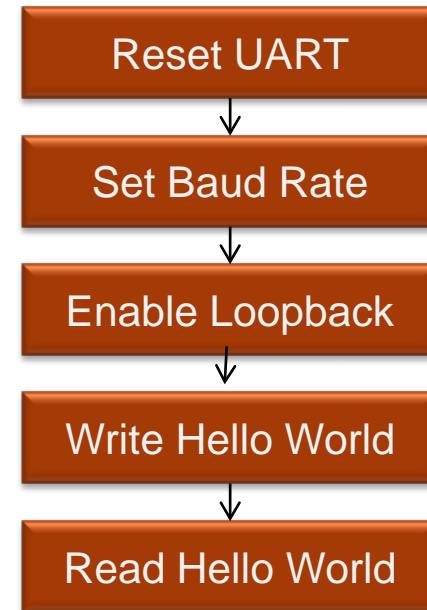 Reset UART
Set Baud Rate
Enable Loopback
Write Hello World
Read Hello World